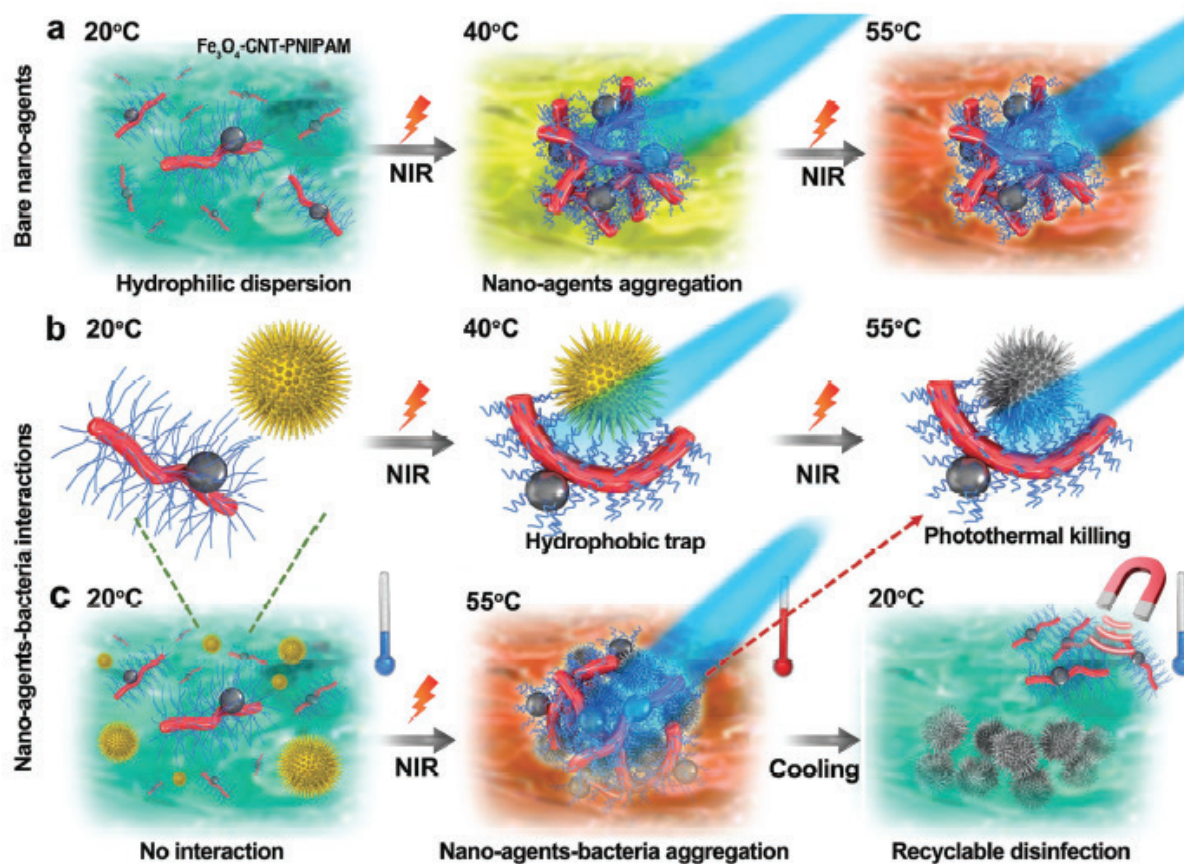 a
20°C
Fe₃O₄-CNT-PNIPAM
40°C
55°C
Bare nano-agents
NIR
NIR
Hydrophilic dispersion
Nano-agents aggregation
b
20°C
40°C
55°C
Nano-agents-bacteria interactions
NIR
NIR
Hydrophobic trap
Photothermal killing
c
20°C
55°C
20°C
NIR
Cooling
No interaction
Nano-agents-bacteria aggregation
Recyclable disinfection